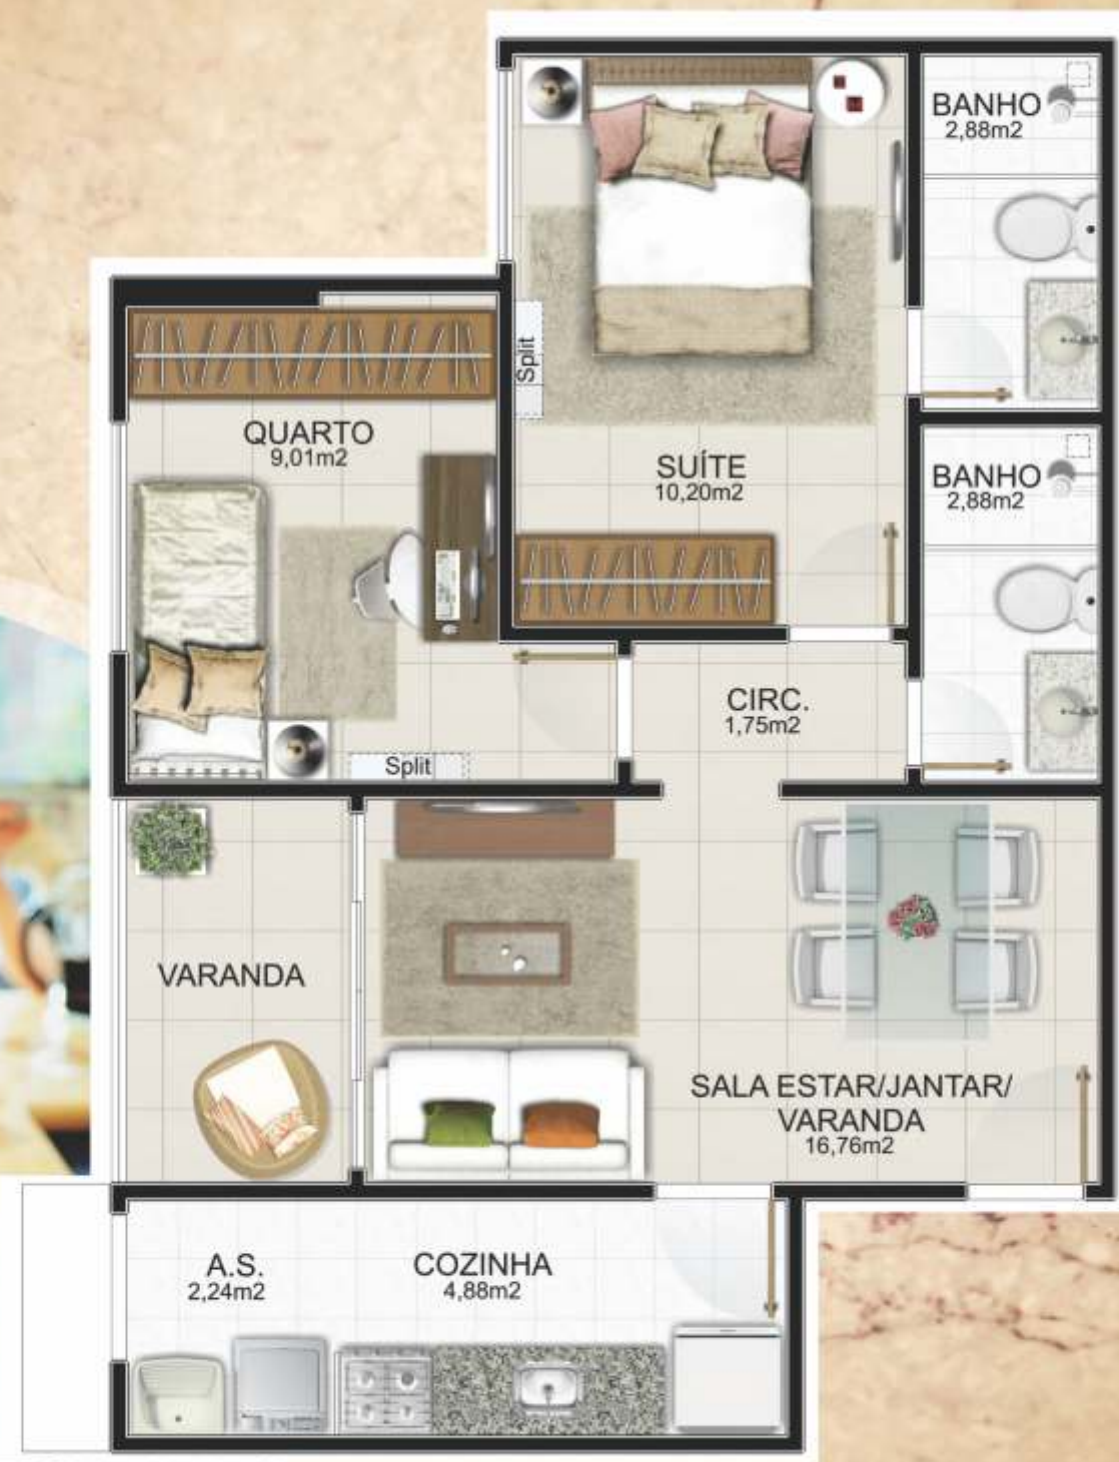 BANHO
2,88m2
Split
QUARTO
9,01m2
SUÍTE
10,20m2
BANHO
2,88m2
CIRC.
1,75m2
Split
VARANDA
SALA ESTAR/JANTAR/
VARANDA
16,76m2
A.S.
2,24m2
COZINHA
4,88m2